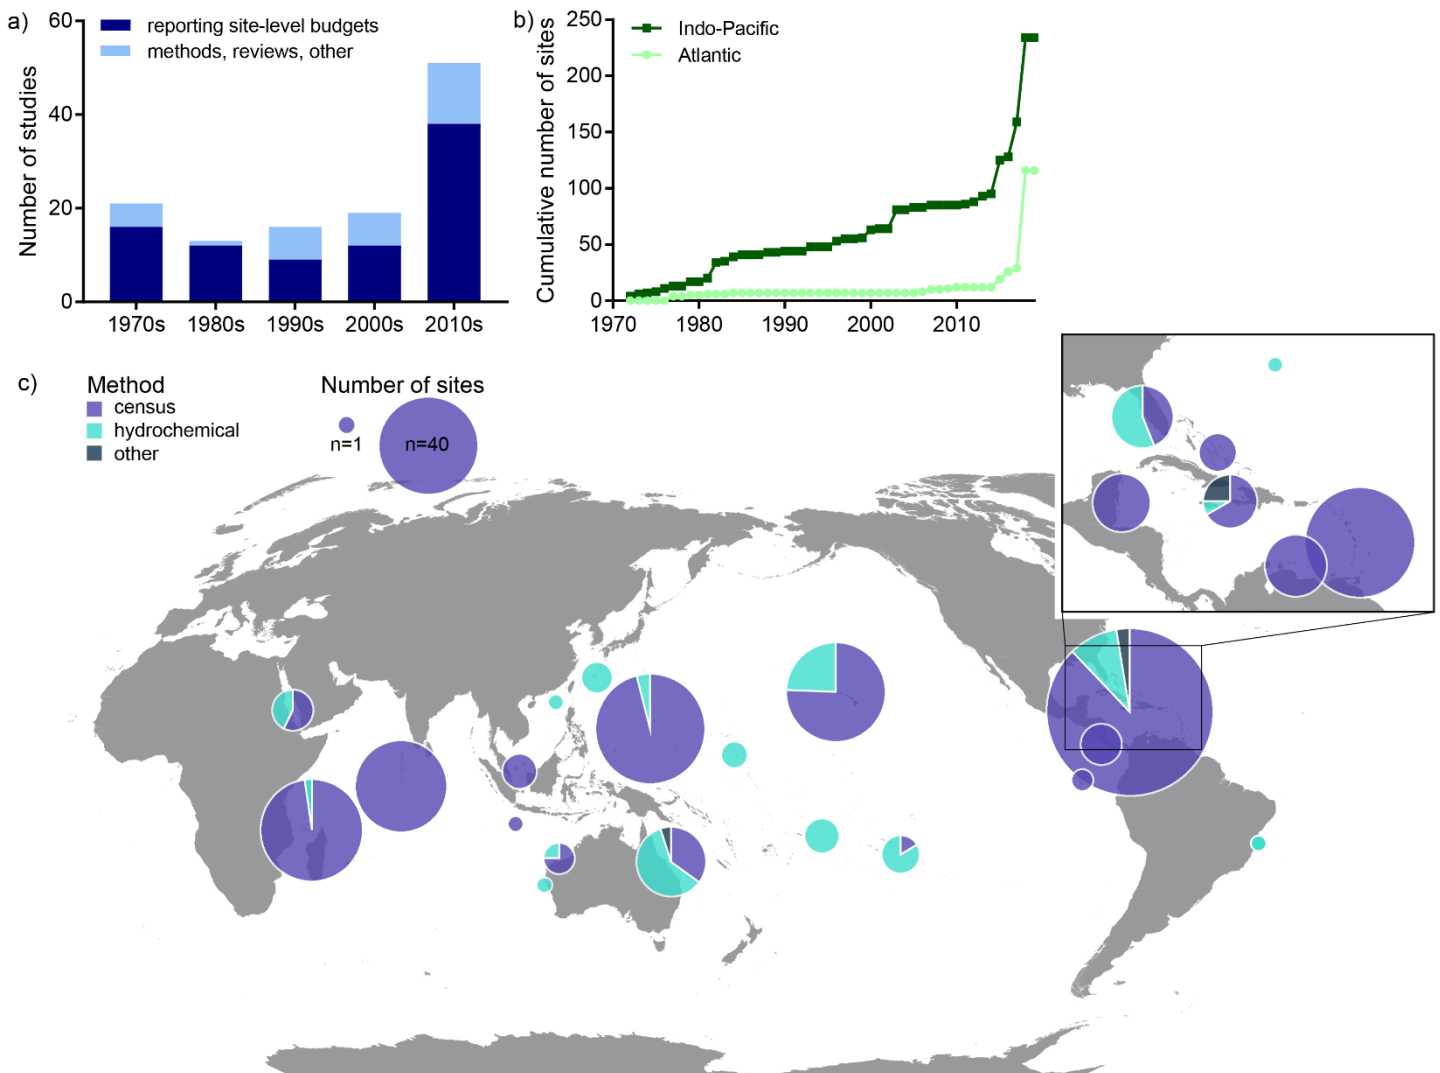 a)
60
40
20
0
Number of studies
reporting site-level budgets
methods, reviews, other
1970s 1980s 1990s 2000s 2010s
b)
250
200
150
100
50
0
Cumulative number of sites
Indo-Pacific
Atlantic
1970 1980 1990 2000 2010
c)
Method
census
hydrochemical
other
Number of sites
n=1
n=40